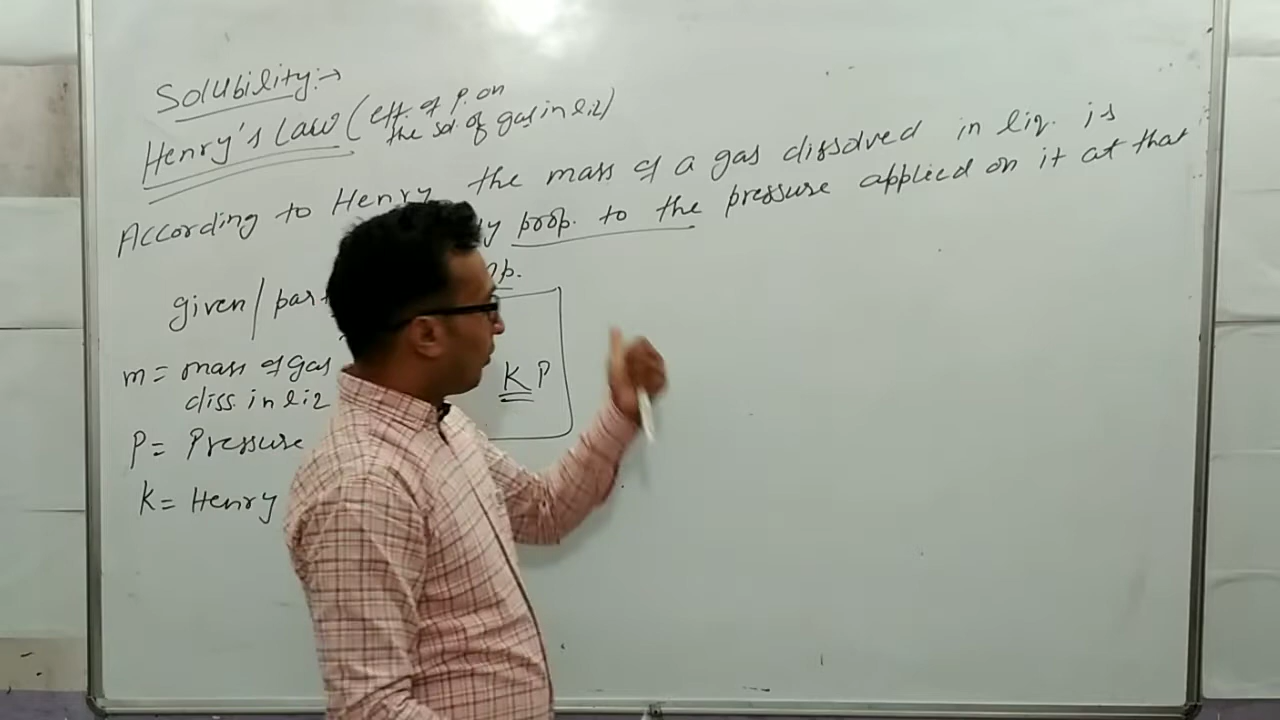 Solubility:→
Henry's Law (eff. of P. on
the sol. of gas in liq)
According to Henry the mass of a gas dissolved in liq. is
prop. to the pressure applied on it at that
given/
m = mass of gas
diss. in liq
K P
P = Pressure
K = Henry